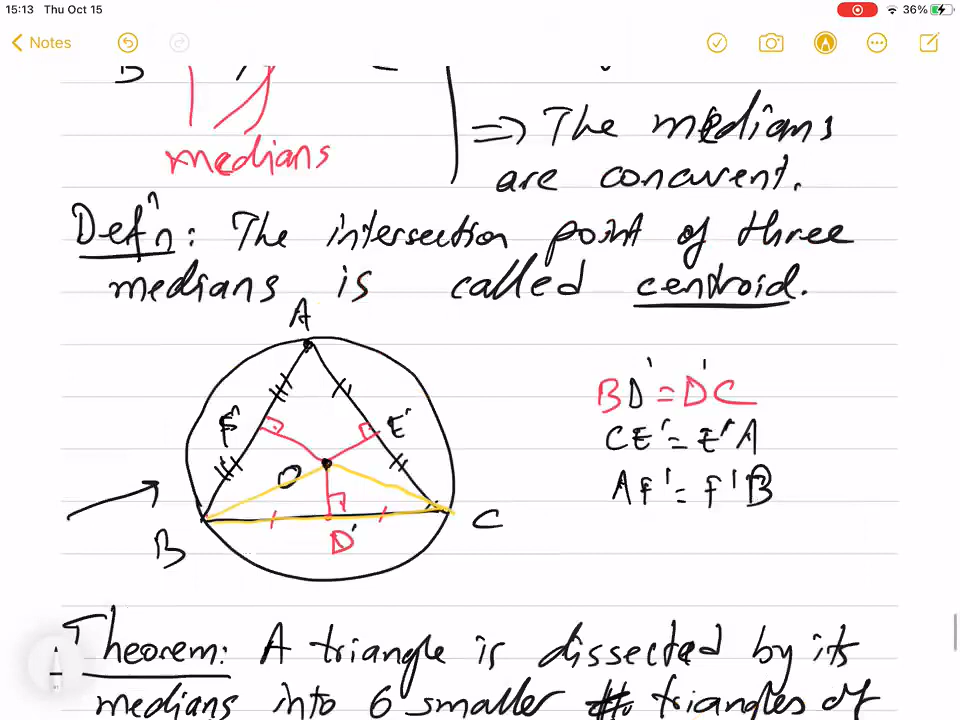 15:13 Thu Oct 15
36%
Notes
B
medians
=> The medians
are concurrent.
Defⁿn: The intersection point of three
medians is called centroid.
A
F'
E'
O
B
D'
C
BD' = D'C
CE' = E'A
AF' = F'B
Theorem: A triangle is dissected by its
medians into 6 smaller triangles of